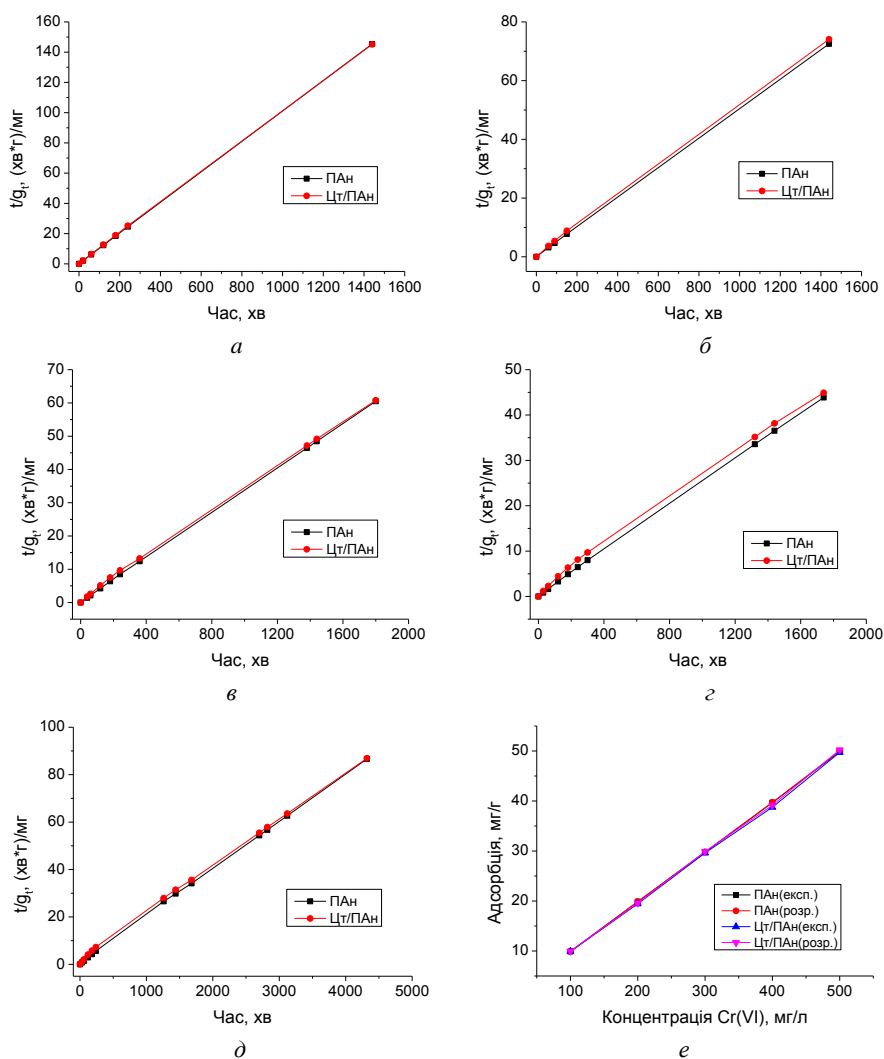 160
140
120
100
80
60
40
20
0
t/g_t, (хв*г)/мг
ПАн
Цт/ПАн
0 200 400 600 800 1000 1200 1400 1600
Час, хв
а
80
60
40
20
0
t/g_t, (хв*г)/мг
ПАн
Цт/ПАн
0 200 400 600 800 1000 1200 1400 1600
Час, хв
б
70
60
50
40
30
20
10
0
t/g_t, (хв*г)/мг
ПАн
Цт/ПАн
0 400 800 1200 1600 2000
Час, хв
в
50
40
30
20
10
0
t/g_t, (хв*г)/мг
ПАн
Цт/ПАн
0 400 800 1200 1600 2000
Час, хв
г
100
80
60
40
20
0
t/g_t, (хв*г)/мг
ПАн
Цт/ПАн
0 1000 2000 3000 4000 5000
Час, хв
д
50
40
30
20
10
Адсорбція, мг/г
ПАн(експ.)
ПАн(розр.)
Цт/ПАн(експ.)
Цт/ПАн(розр.)
100 200 300 400 500
Концентрація Cr(VI), мг/л
е